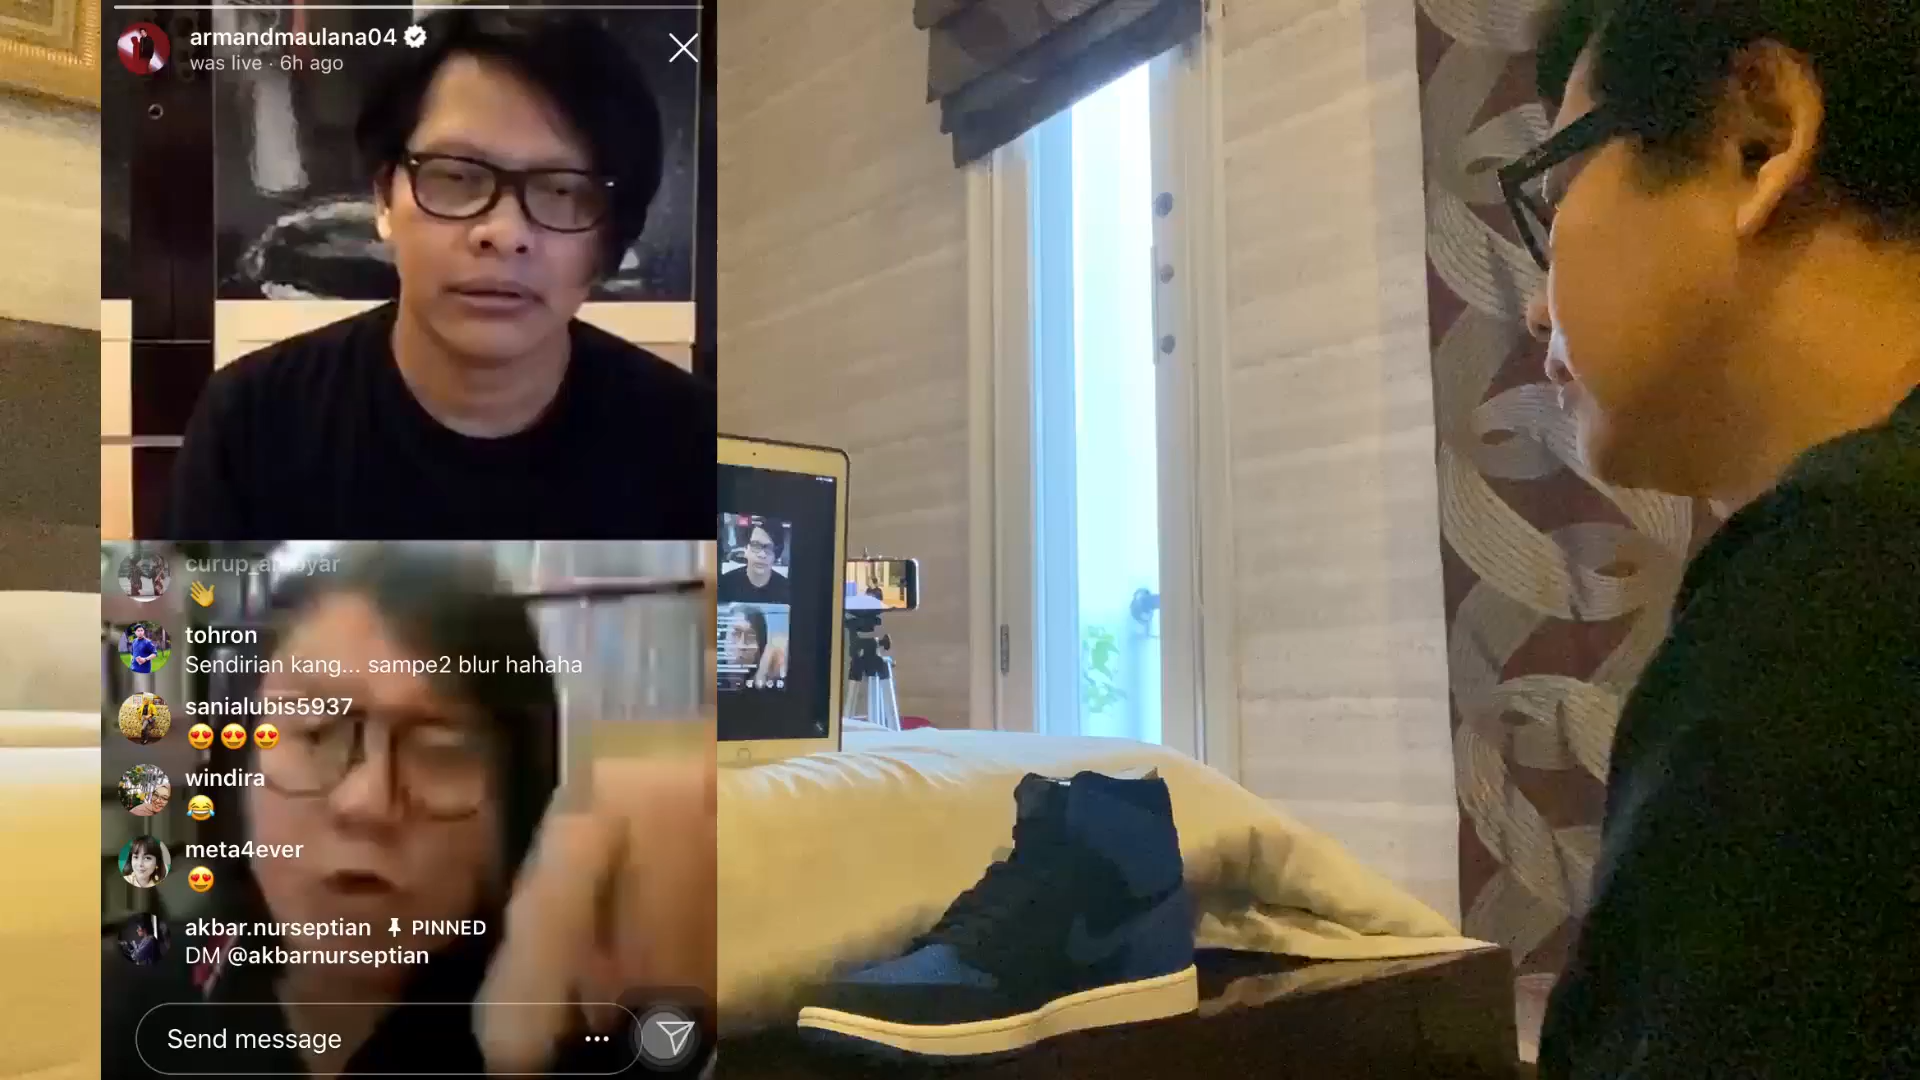 armandmaulana04
was live · 6h ago
tohron
Sendirian kang... sampe2 blur hahaha
sanialubis5937
😍😍😍
windira
😂
meta4ever
😍
akbar.nurseptian PINNED
DM @akbarnurseptian
Send message